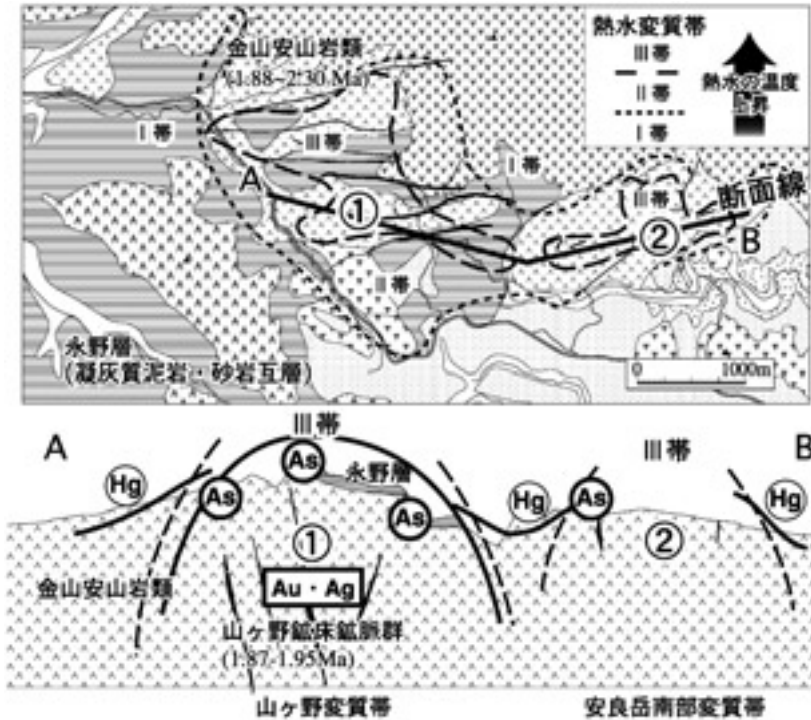 金山安山岩類
(1.88~2.30 Ma)
熱水変質帯
III帯
II帯
I帯
熱水の温度
上昇
I帯
III帯
I帯
A
①
III帯
断面線
②
B
II帯
永野層
(凝灰質泥岩・砂岩互層)
0 1000m
A
III帯
III帯
B
Hg
As
As
永野層
As
Hg
As
Hg
①
②
金山安山岩類
Au・Ag
山ヶ野鉱床鉱脈群
(1.87-1.95Ma)
山ヶ野変質帯
安良岳南部変質帯